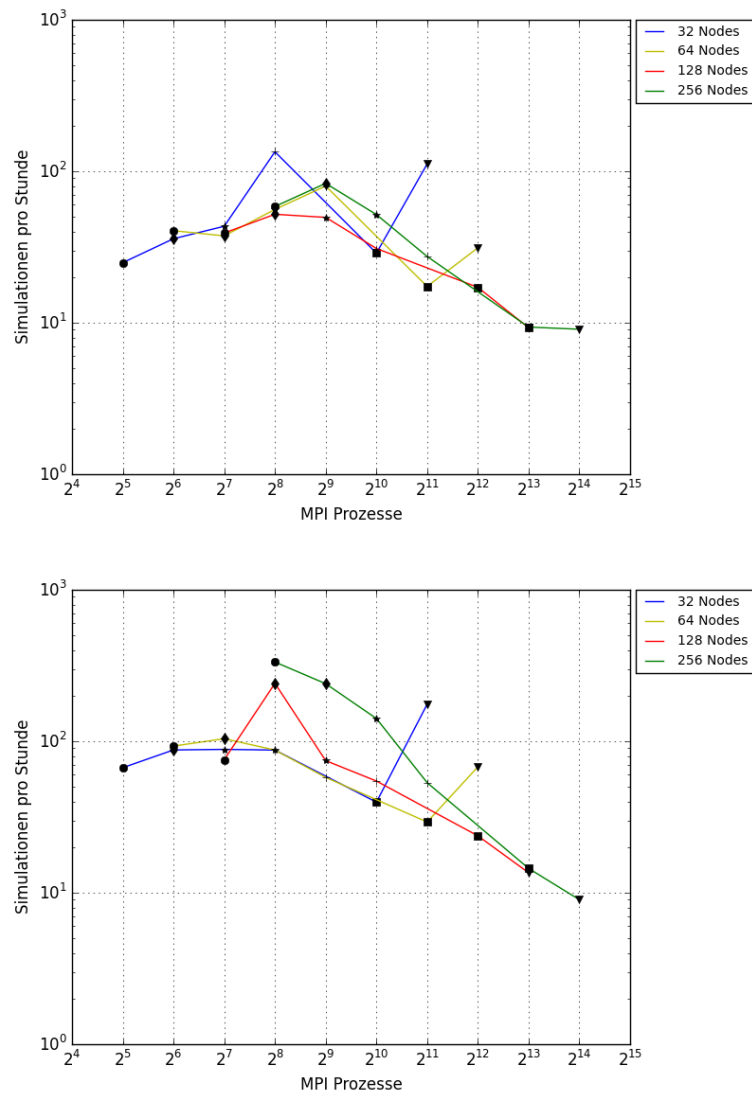 10^3
32 Nodes
64 Nodes
128 Nodes
256 Nodes
10^2
Simulationen pro Stunde
10^1
10^0
2^4 2^5 2^6 2^7 2^8 2^9 2^10 2^11 2^12 2^13 2^14 2^15
MPI Prozesse
10^3
32 Nodes
64 Nodes
128 Nodes
256 Nodes
10^2
Simulationen pro Stunde
10^1
10^0
2^4 2^5 2^6 2^7 2^8 2^9 2^10 2^11 2^12 2^13 2^14 2^15
MPI Prozesse